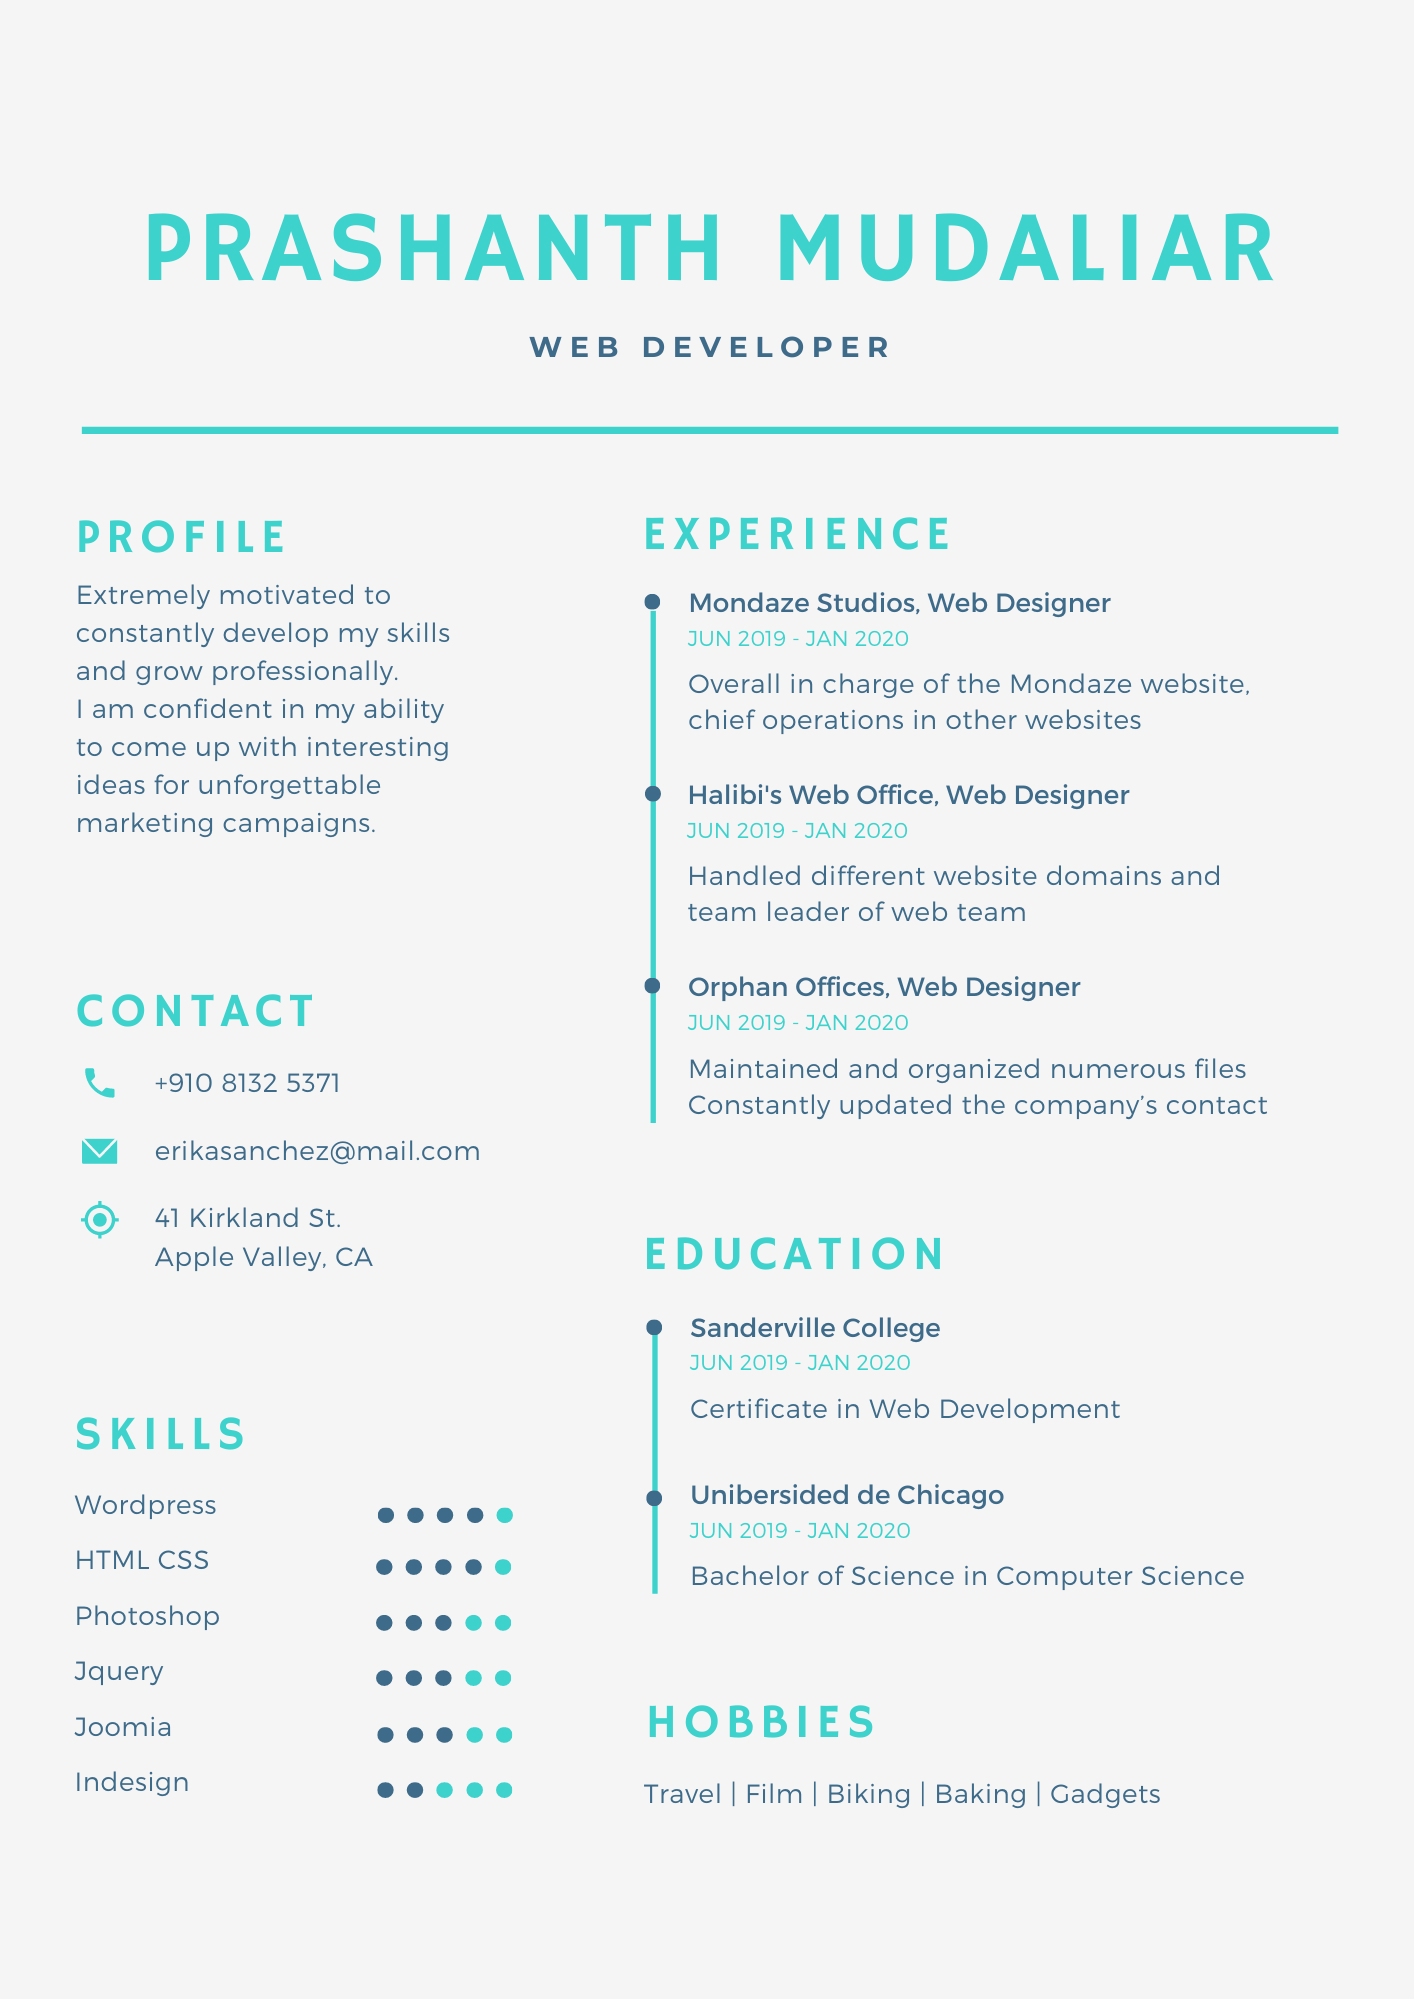 PRASHANTH MUDALIAR
WEB DEVELOPER
PROFILE
Extremely motivated to
constantly develop my skills
and grow professionally.
I am confident in my ability
to come up with interesting
ideas for unforgettable
marketing campaigns.
CONTACT
+910 8132 5371
erikasanchez@mail.com
41 Kirkland St.
Apple Valley, CA
SKILLS
Wordpress
HTML CSS
Photoshop
Jquery
Joomia
Indesign
EXPERIENCE
Mondaze Studios, Web Designer
JUN 2019 - JAN 2020
Overall in charge of the Mondaze website,
chief operations in other websites
Halibi's Web Office, Web Designer
JUN 2019 - JAN 2020
Handled different website domains and
team leader of web team
Orphan Offices, Web Designer
JUN 2019 - JAN 2020
Maintained and organized numerous files
Constantly updated the company’s contact
EDUCATION
Sanderville College
JUN 2019 - JAN 2020
Certificate in Web Development
Unibersided de Chicago
JUN 2019 - JAN 2020
Bachelor of Science in Computer Science
HOBBIES
Travel | Film | Biking | Baking | Gadgets